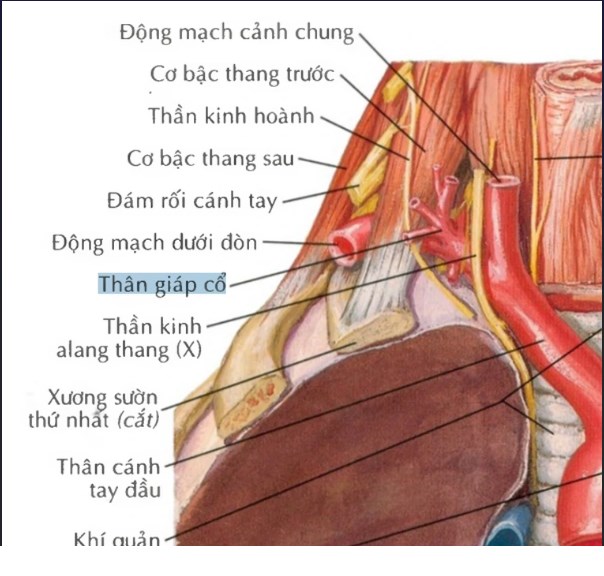 Động mạch cảnh chung
Cơ bậc thang trước
Thần kinh hoành
Cơ bậc thang sau
Đám rối cánh tay
Động mạch dưới đòn
Thân giáp cổ
Thần kinh
alang thang (X)
Xương sườn
thứ nhất (cắt)
Thân cánh
tay đầu
Khí quản